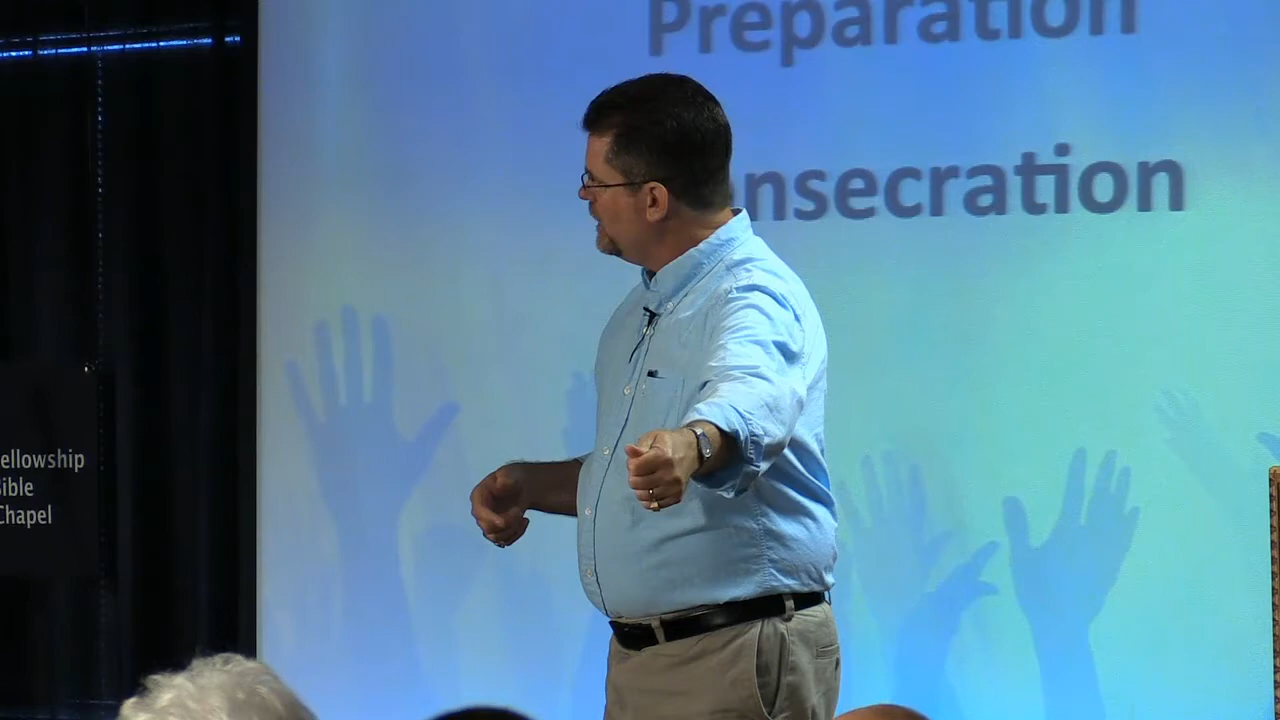 Preparation
nsecration
ellowship
ible
Chapel